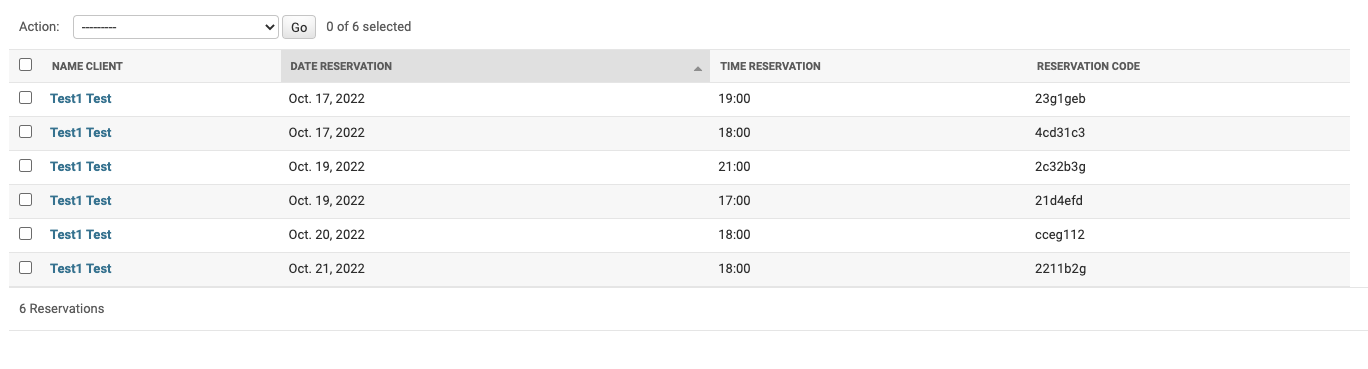 Action: --------- Go 0 of 6 selected
NAME CLIENT DATE RESERVATION TIME RESERVATION RESERVATION CODE
Test1 Test Oct. 17, 2022 19:00 23g1geb
Test1 Test Oct. 17, 2022 18:00 4cd31c3
Test1 Test Oct. 19, 2022 21:00 2c32b3g
Test1 Test Oct. 19, 2022 17:00 21d4efd
Test1 Test Oct. 20, 2022 18:00 cceg112
Test1 Test Oct. 21, 2022 18:00 2211b2g
6 Reservations